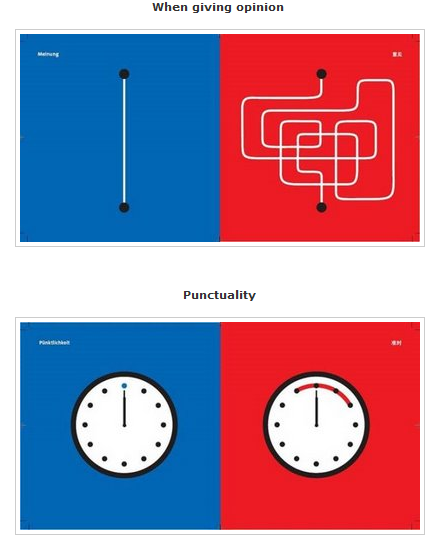 When giving opinion
Meinung
意见
Punctuality
Pünktlichkeit
准时